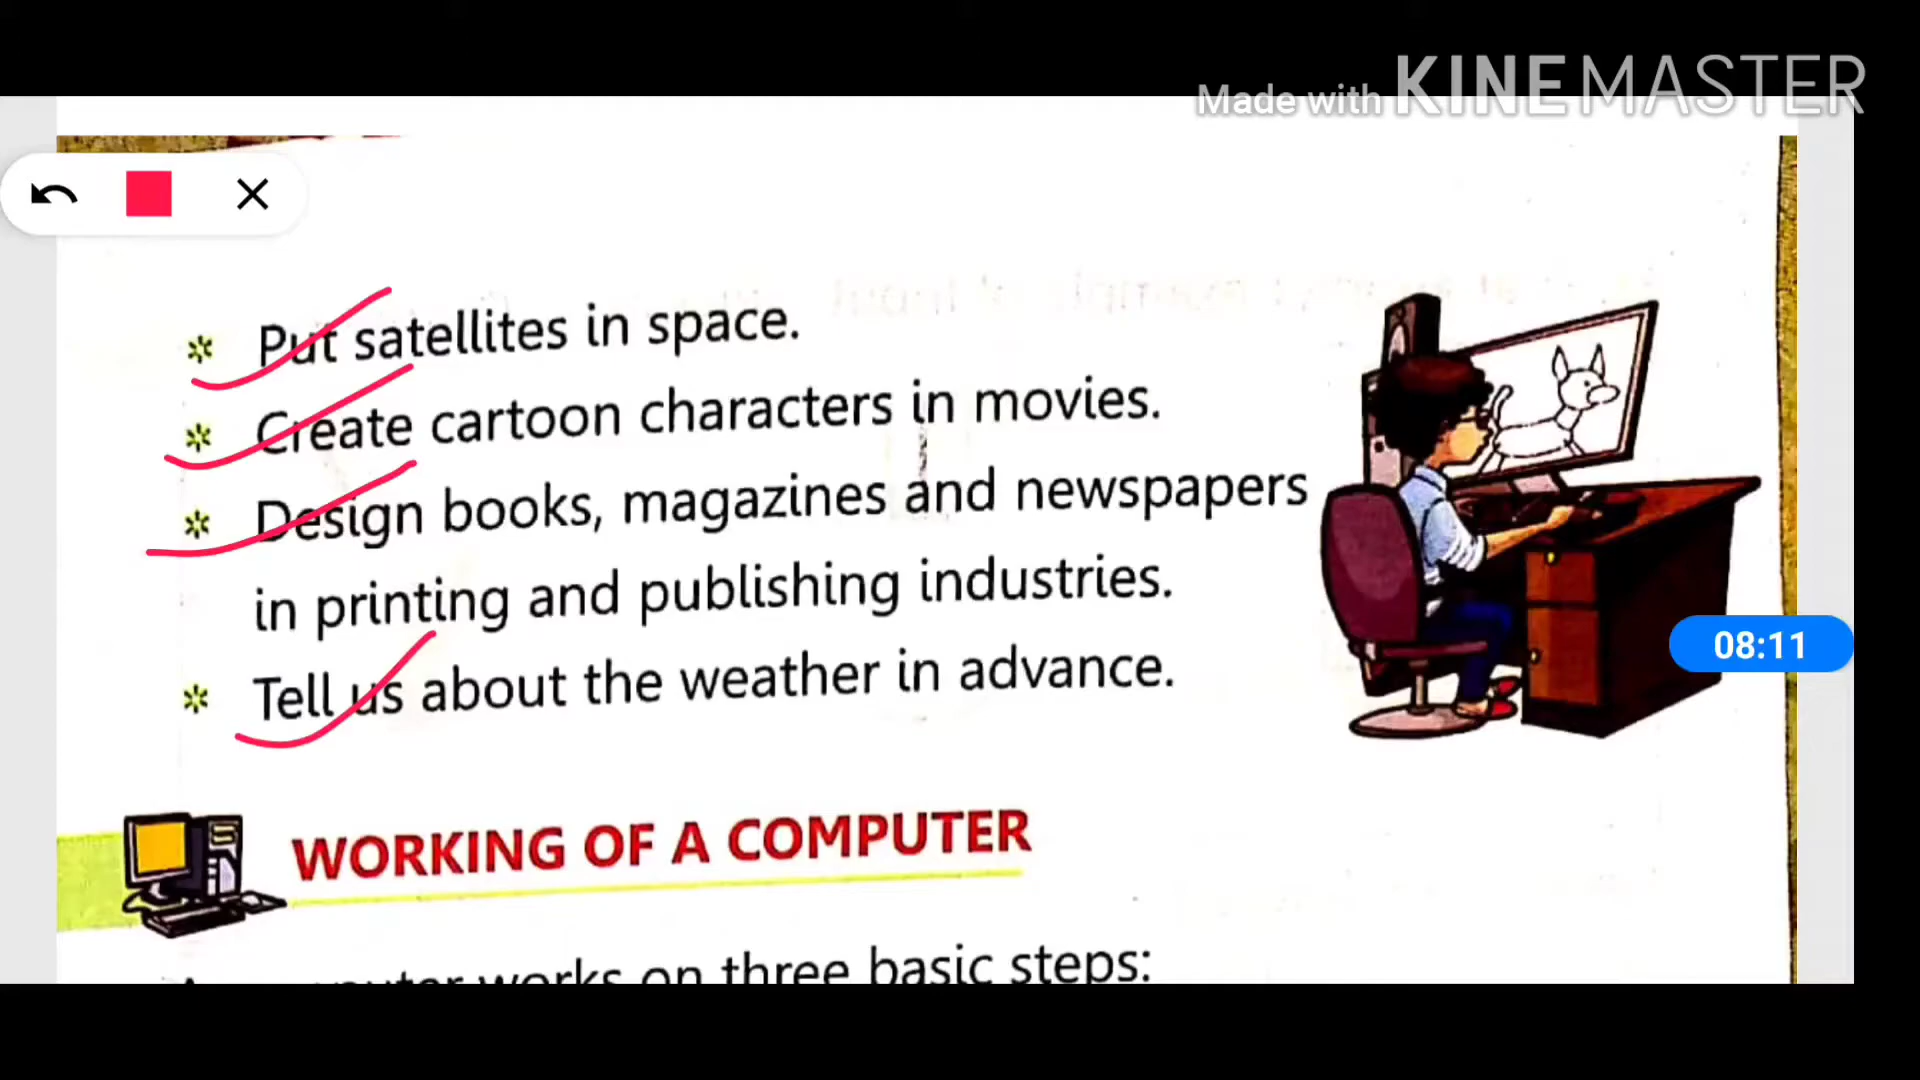 Made with KINEMASTER
Put satellites in space.
Create cartoon characters in movies.
Design books, magazines and newspapers
in printing and publishing industries.
08:11
Tell us about the weather in advance.
WORKING OF A COMPUTER
A computer works on three basic steps: